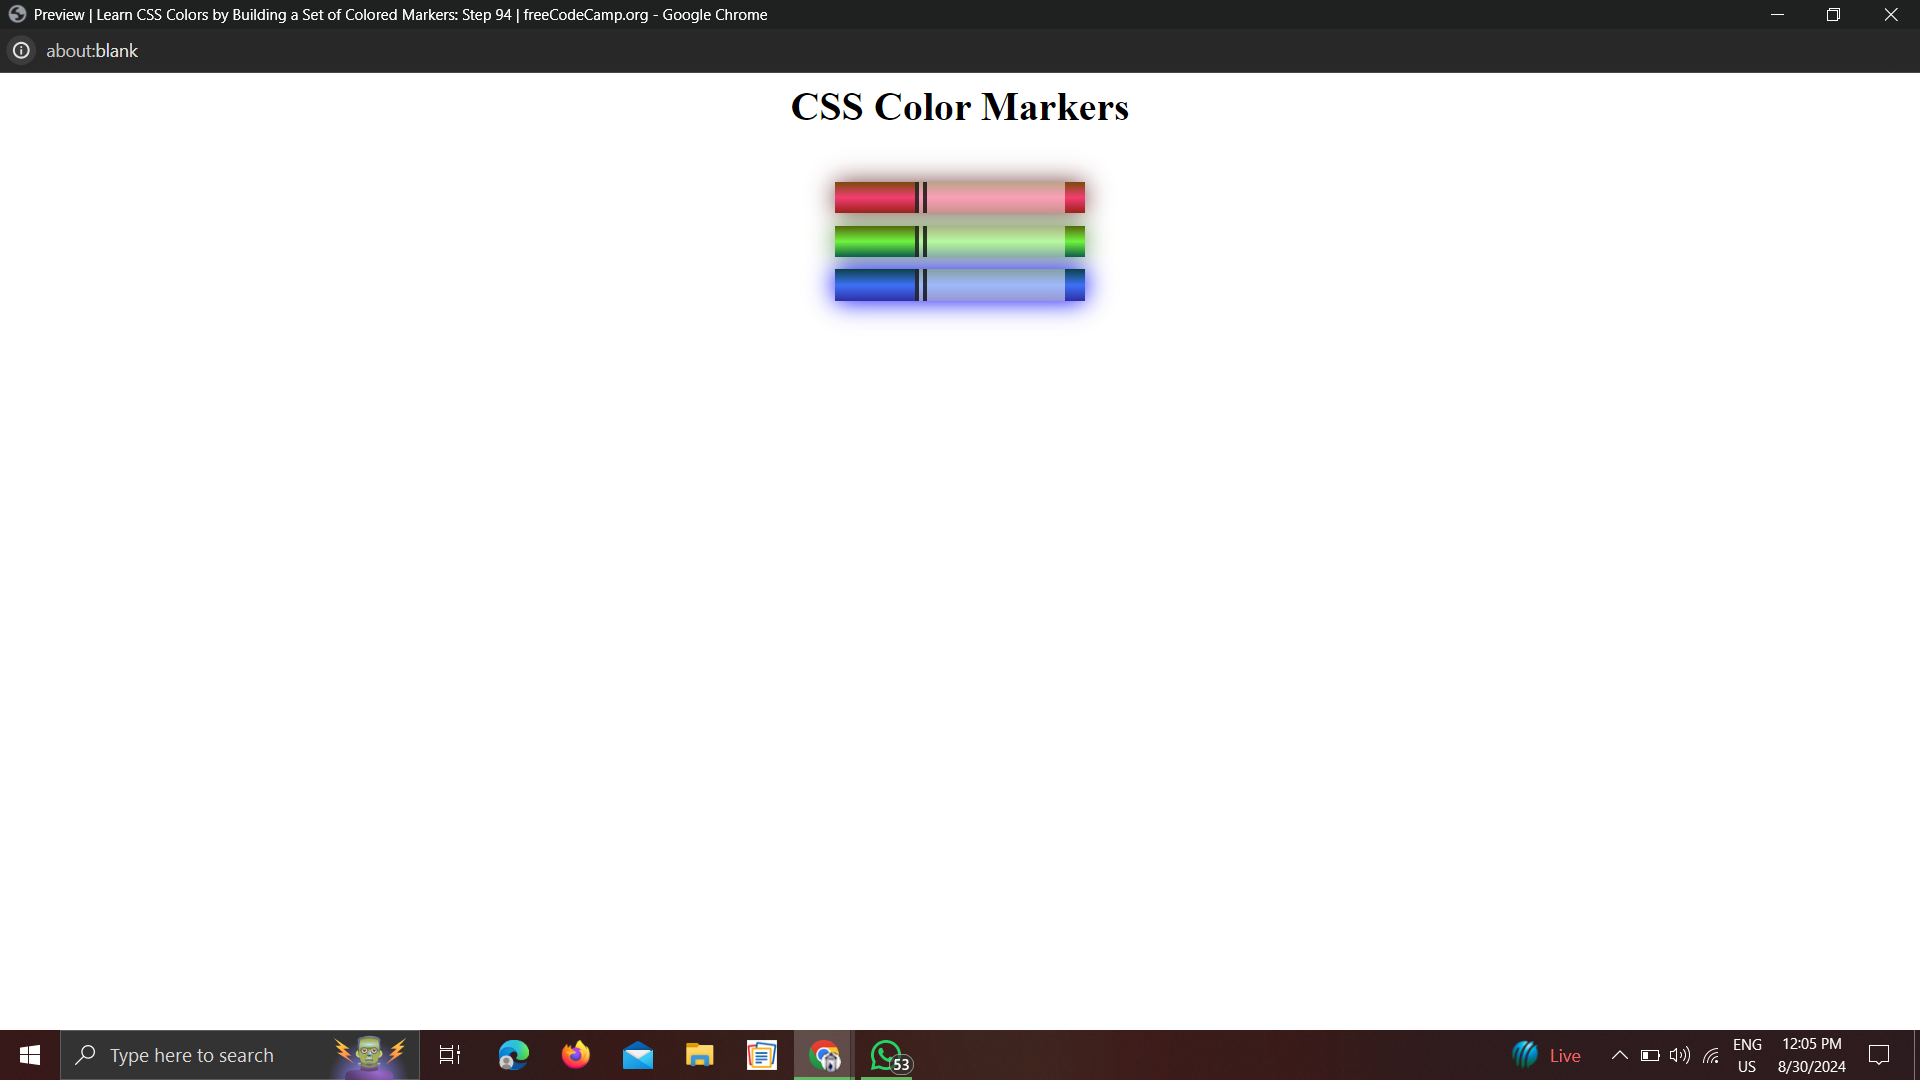 Preview | Learn CSS Colors by Building a Set of Colored Markers: Step 94 | freeCodeCamp.org - Google Chrome
about:blank
CSS Color Markers
Type here to search
53
Live
ENG
US
12:05 PM
8/30/2024